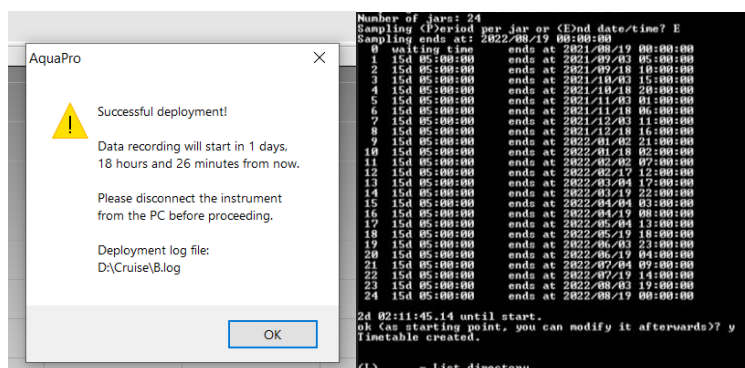 AquaPro
Successful deployment!
Data recording will start in 1 days,
18 hours and 26 minutes from now.
Please disconnect the instrument
from the PC before proceeding.
Deployment log file:
D:\Cruise\B.log
OK
Number of jars: 24
Sampling (P)eriod per jar or (E)nd date/time? E
Sampling ends at: 2022/08/19 00:00:00
0 waiting time ends at 2021/08/19 00:00:00
1 15d 05:00:00 ends at 2021/09/03 05:00:00
2 15d 05:00:00 ends at 2021/09/18 10:00:00
3 15d 05:00:00 ends at 2021/10/03 15:00:00
4 15d 05:00:00 ends at 2021/10/18 20:00:00
5 15d 05:00:00 ends at 2021/11/03 01:00:00
6 15d 05:00:00 ends at 2021/11/18 06:00:00
7 15d 05:00:00 ends at 2021/12/03 11:00:00
8 15d 05:00:00 ends at 2021/12/18 16:00:00
9 15d 05:00:00 ends at 2022/01/02 21:00:00
10 15d 05:00:00 ends at 2022/01/18 02:00:00
11 15d 05:00:00 ends at 2022/02/02 07:00:00
12 15d 05:00:00 ends at 2022/02/17 12:00:00
13 15d 05:00:00 ends at 2022/03/04 17:00:00
14 15d 05:00:00 ends at 2022/03/19 22:00:00
15 15d 05:00:00 ends at 2022/04/04 03:00:00
16 15d 05:00:00 ends at 2022/04/19 08:00:00
17 15d 05:00:00 ends at 2022/05/04 13:00:00
18 15d 05:00:00 ends at 2022/05/19 18:00:00
19 15d 05:00:00 ends at 2022/06/03 23:00:00
20 15d 05:00:00 ends at 2022/06/19 04:00:00
21 15d 05:00:00 ends at 2022/07/04 09:00:00
22 15d 05:00:00 ends at 2022/07/19 14:00:00
23 15d 05:00:00 ends at 2022/08/03 19:00:00
24 15d 05:00:00 ends at 2022/08/19 00:00:00
2d 02:11:45.14 until start.
ok (as starting point, you can modify it afterwards)? y
Timetable created.
(L) - List directory